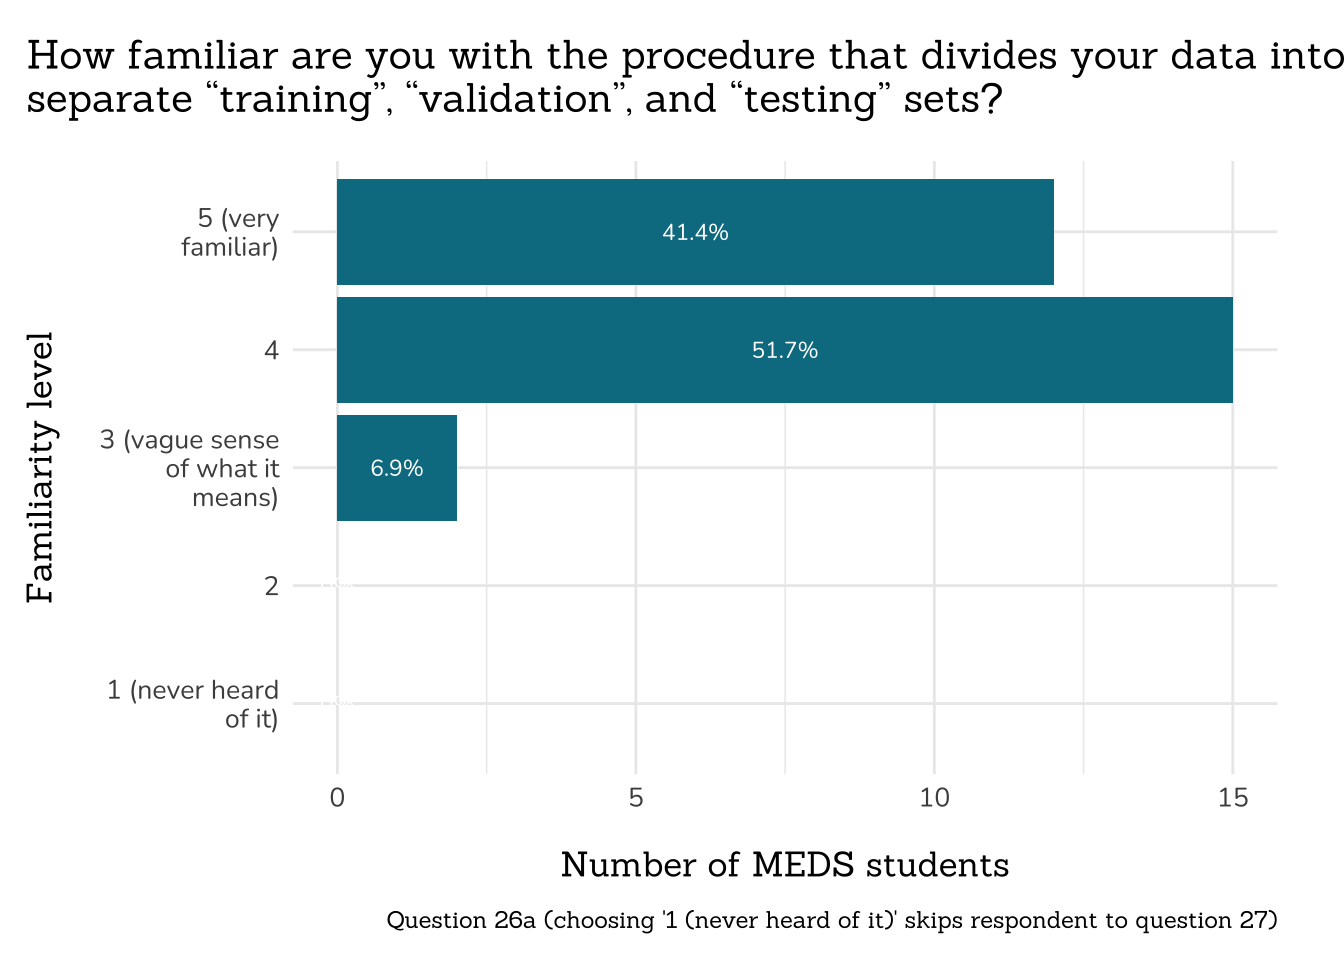 How familiar are you with the procedure that divides your data into
separate “training”, “validation”, and “testing” sets?
5 (very
familiar)
41.4%
4
51.7%
3 (vague sense
of what it
means)
6.9%
2
1 (never heard
of it)
Familiarity level
0
5
10
15
Number of MEDS students
Question 26a (choosing '1 (never heard of it)' skips respondent to question 27)